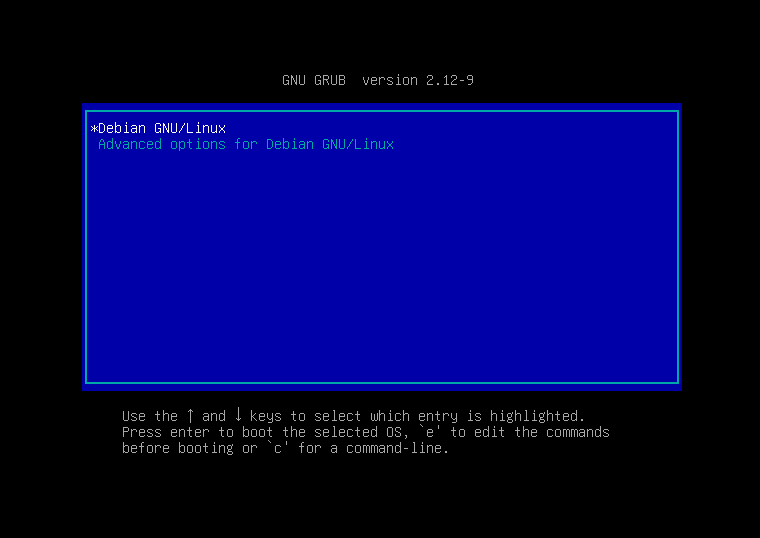 GNU GRUB  version 2.12-9
*Debian GNU/Linux
Advanced options for Debian GNU/Linux
Use the ↑ and ↓ keys to select which entry is highlighted.
Press enter to boot the selected OS, `e' to edit the commands
before booting or `c' for a command-line.